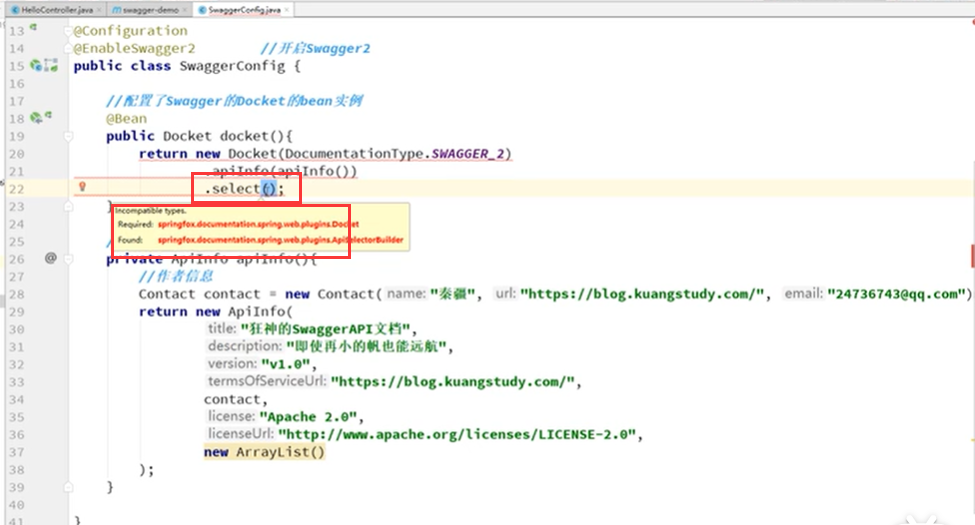 HelloController.java × swagger-demo × SwaggerConfig.java ×
13 @Configuration
14 @EnableSwagger2 //开启Swagger2
15 public class SwaggerConfig {
16
17 //配置了Swagger的Docket的bean实例
18 @Bean
19 public Docket docket(){
20 return new Docket(DocumentationType.SWAGGER_2)
21 .apiInfo(apiInfo())
22 .select();
23 }
Incompatible types.
Required: springfox.documentation.spring.web.plugins.Docket
24
Found: springfox.documentation.spring.web.plugins.ApiSelectorBuilder
25 /
26 @ private ApiInfo apiInfo(){
27 //作者信息
28 Contact contact = new Contact( name: "秦疆", url: "https://blog.kuangstudy.com/", email: "24736743@qq.com")
29 return new ApiInfo(
30 title: "狂神的SwaggerAPI文档",
31 description: "即使再小的帆也能远航",
32 version: "v1.0",
33 termsOfServiceUrl: "https://blog.kuangstudy.com/",
34 contact,
35 license: "Apache 2.0",
36 licenseUrl: "http://www.apache.org/licenses/LICENSE-2.0",
37 new ArrayList()
38 );
39 }
40
41 }